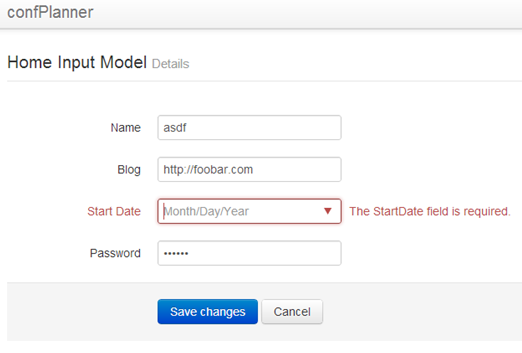 confPlanner
Home Input Model Details
Name asdf
Blog http://foobar.com
Start Date Month/Day/Year The StartDate field is required.
Password ••••••
Save changes Cancel